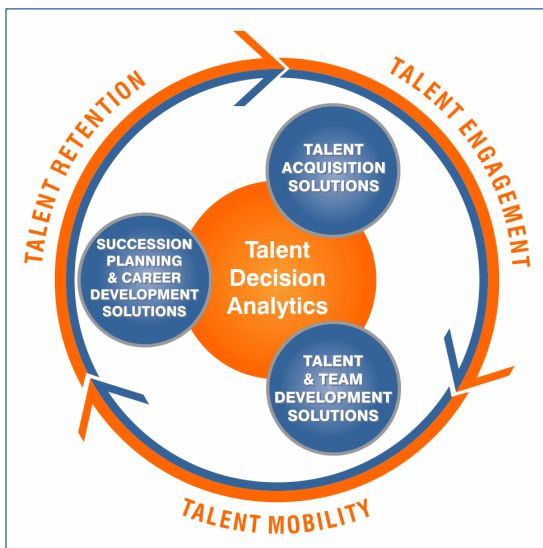 TALENT RETENTION
TALENT ENGAGEMENT
TALENT
ACQUISITION
SOLUTIONS
SUCCESSION
PLANNING
& CAREER
DEVELOPMENT
SOLUTIONS
Talent
Decision
Analytics
TALENT
& TEAM
DEVELOPMENT
SOLUTIONS
TALENT MOBILITY